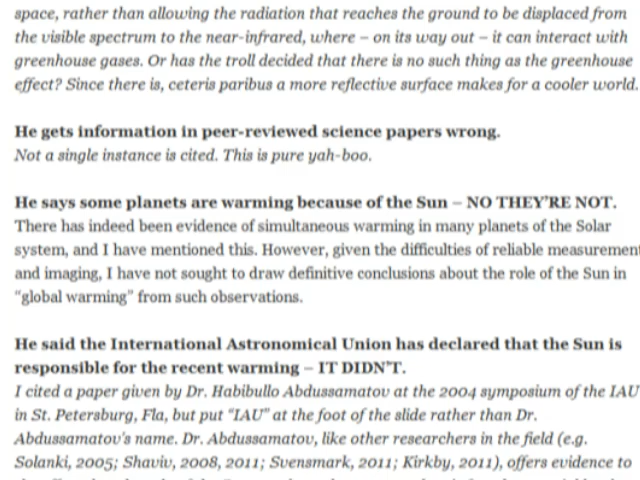 space, rather than allowing the radiation that reaches the ground to be displaced from
the visible spectrum to the near-infrared, where – on its way out – it can interact with
greenhouse gases. Or has the troll decided that there is no such thing as the greenhouse
effect? Since there is, ceteris paribus a more reflective surface makes for a cooler world.
He gets information in peer-reviewed science papers wrong.
Not a single instance is cited. This is pure yah-boo.
He says some planets are warming because of the Sun – NO THEY'RE NOT.
There has indeed been evidence of simultaneous warming in many planets of the Solar
system, and I have mentioned this. However, given the difficulties of reliable measurement
and imaging, I have not sought to draw definitive conclusions about the role of the Sun in
“global warming” from such observations.
He said the International Astronomical Union has declared that the Sun is
responsible for the recent warming – IT DIDN'T.
I cited a paper given by Dr. Habibullo Abdussamatov at the 2004 symposium of the IAU
in St. Petersburg, Fla, but put “IAU” at the foot of the slide rather than Dr.
Abdussamatov's name. Dr. Abdussamatov, like other researchers in the field (e.g.
Solanki, 2005; Shaviv, 2008, 2011; Svensmark, 2011; Kirkby, 2011), offers evidence to